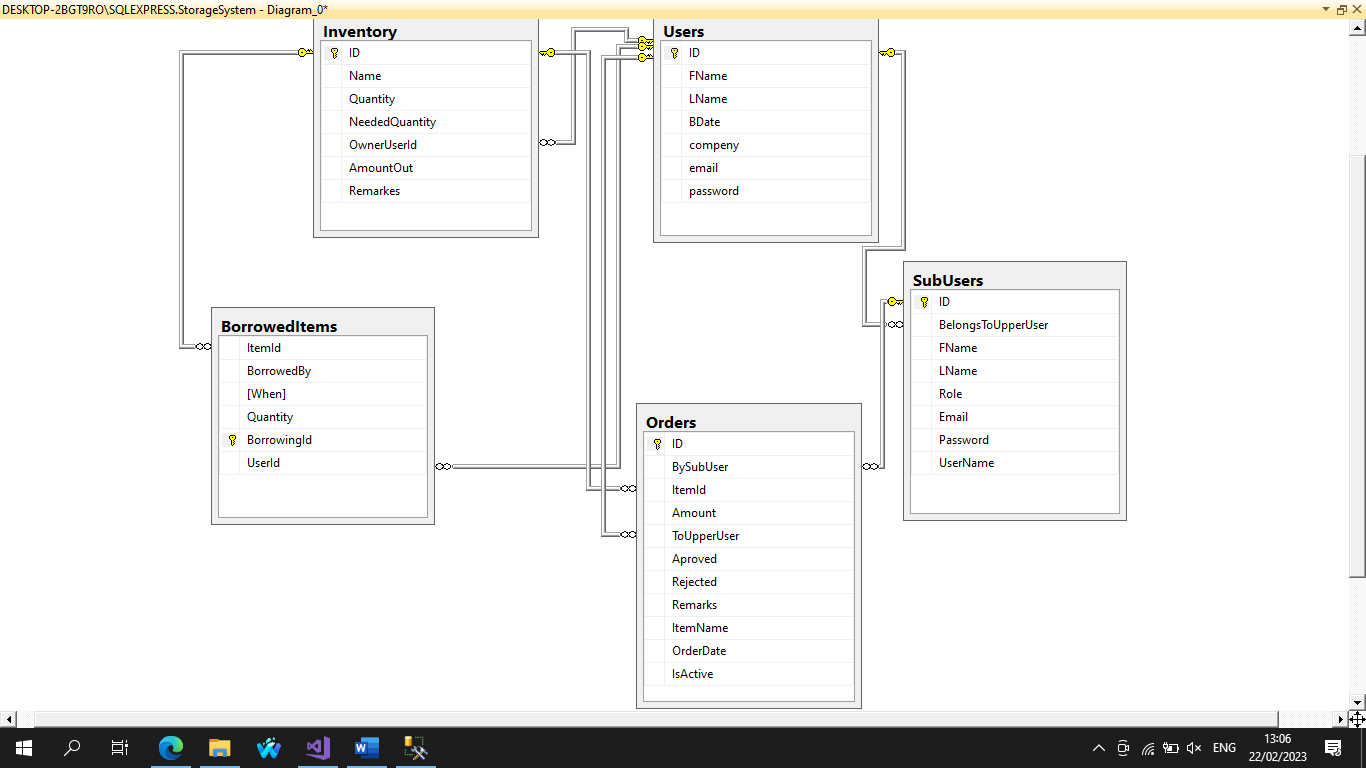 DESKTOP-2BGT9RO\SQLEXPRESS.StorageSystem - Diagram_0*
Inventory
ID
Name
Quantity
NeededQuantity
OwnerUserId
AmountOut
Remarkes
Users
ID
FName
LName
BDate
compeny
email
password
SubUsers
ID
BelongsToUpperUser
FName
LName
Role
Email
Password
UserName
BorrowedItems
ItemId
BorrowedBy
[When]
Quantity
BorrowingId
UserId
Orders
ID
BySubUser
ItemId
Amount
ToUpperUser
Aproved
Rejected
Remarks
ItemName
OrderDate
IsActive
ENG
13:06
22/02/2023